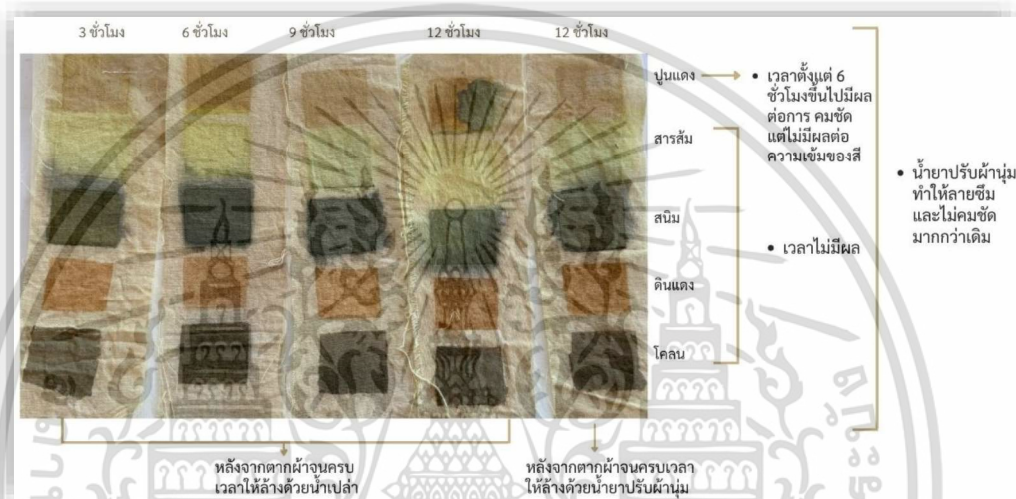 3 ชั่วโมง 6 ชั่วโมง 9 ชั่วโมง 12 ชั่วโมง 12 ชั่วโมง
ปูนแดง
สารส้ม
สนิม
ดินแดง
โคลน
• เวลาตั้งแต่ 6
ชั่วโมงขึ้นไปมีผล
ต่อการ คมชัด
แต่ไม่มีผลต่อ
ความเข้มของสี
• เวลาไม่มีผล
• น้ำยาปรับผ้านุ่ม
ทำให้ลายซึม
และไม่คมชัด
มากกว่าเดิม
หลังจากตากผ้าจนครบ
เวลาให้ล้างด้วยน้ำเปล่า
หลังจากตากผ้าจนครบเวลา
ให้ล้างด้วยน้ำยาปรับผ้านุ่ม